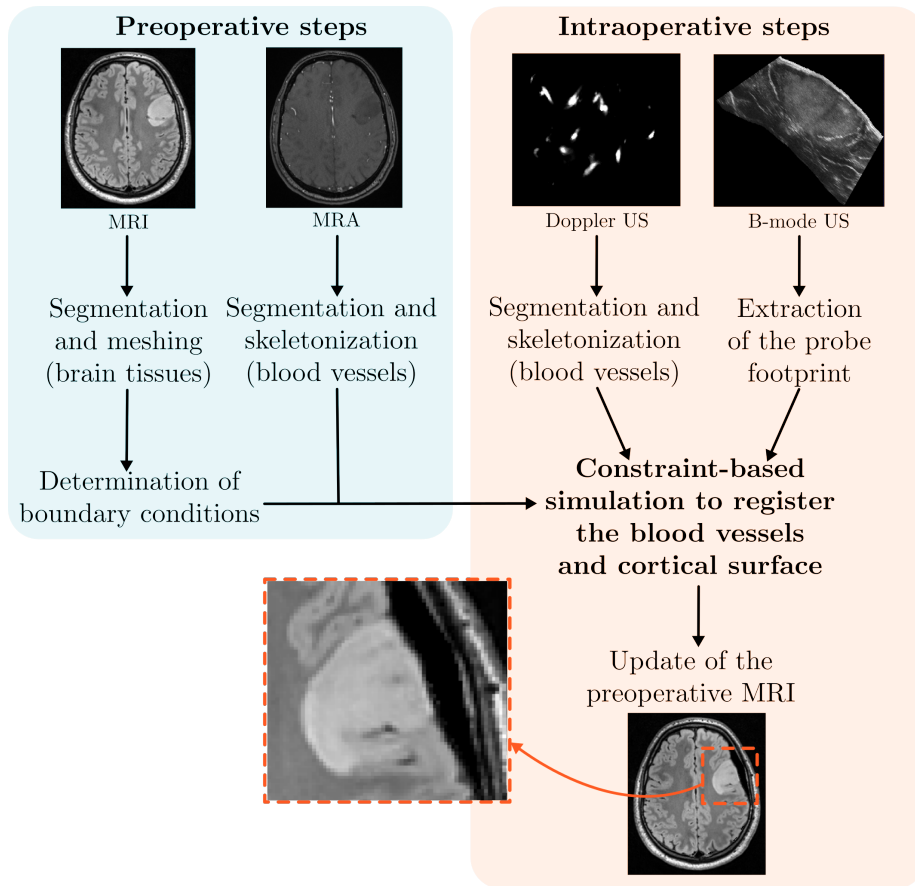 Preoperative steps
MRI
MRA
Segmentation
and meshing
(brain tissues)
Segmentation and
skeletonization
(blood vessels)
Determination of
boundary conditions
Intraoperative steps
Doppler US
B-mode US
Segmentation and
skeletonization
(blood vessels)
Extraction
of the probe
footprint
Constraint-based
simulation to register
the blood vessels
and cortical surface
Update of the
preoperative MRI